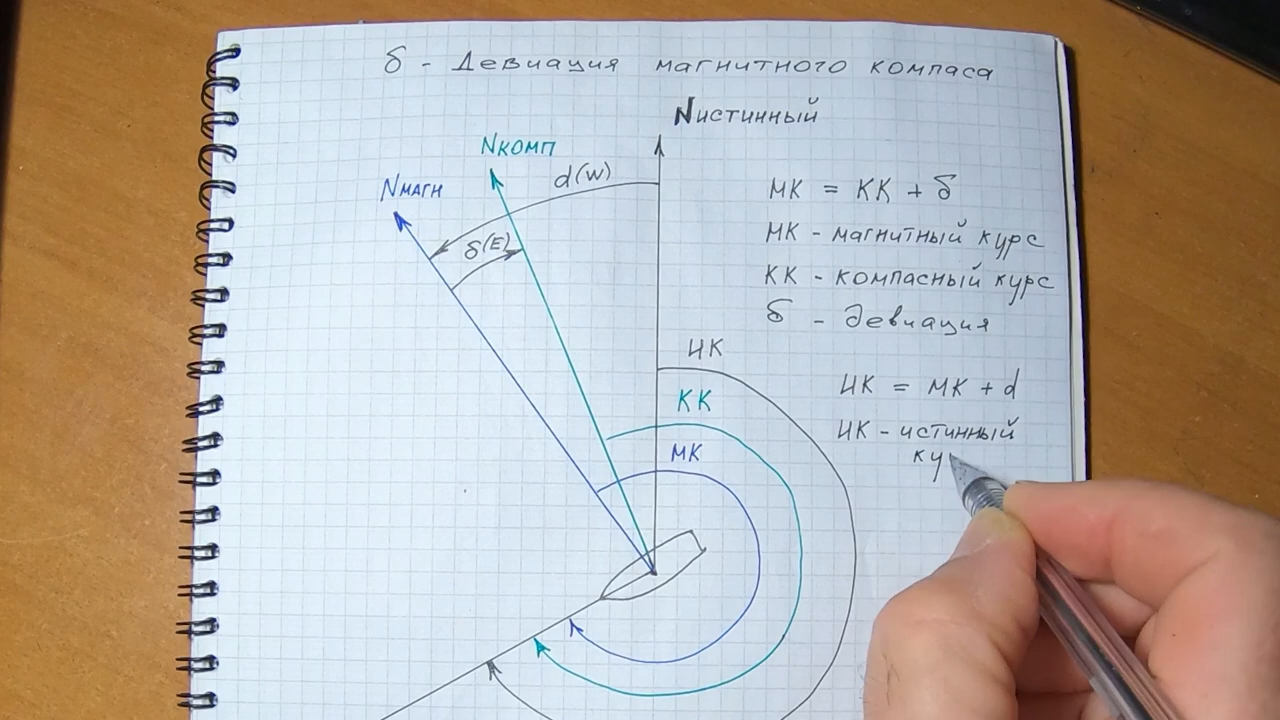 δ - Девиация магнитного компаса
Nистинный
Nкомп
d(W)
Nмагн
δ(E)
МК = КК + δ
МК - магнитный курс
КК - компасный курс
δ - девиация
ИК
КК
МК
ИК = МК + d
ИК - истинный
ку